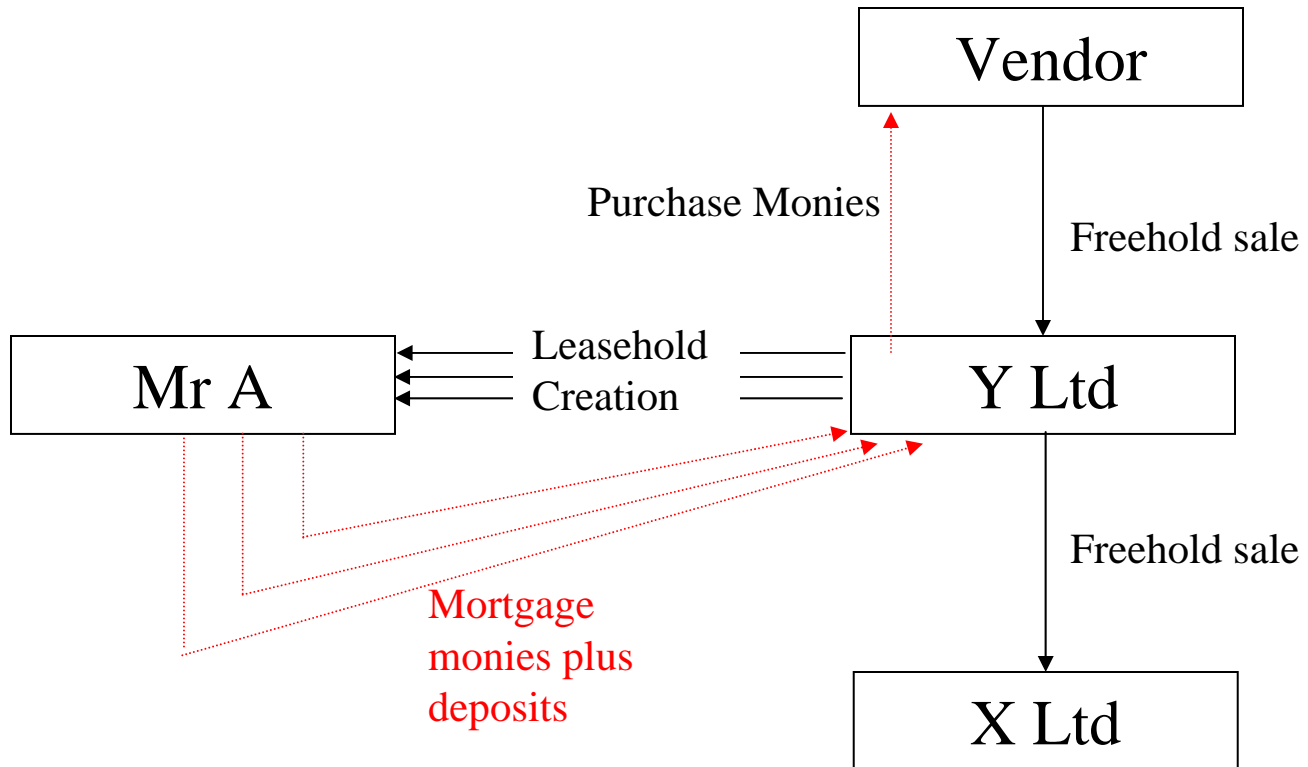 Vendor
Purchase Monies
Freehold sale
Mr A
Leasehold
Creation
Y Ltd
Mortgage
monies plus
deposits
Freehold sale
X Ltd